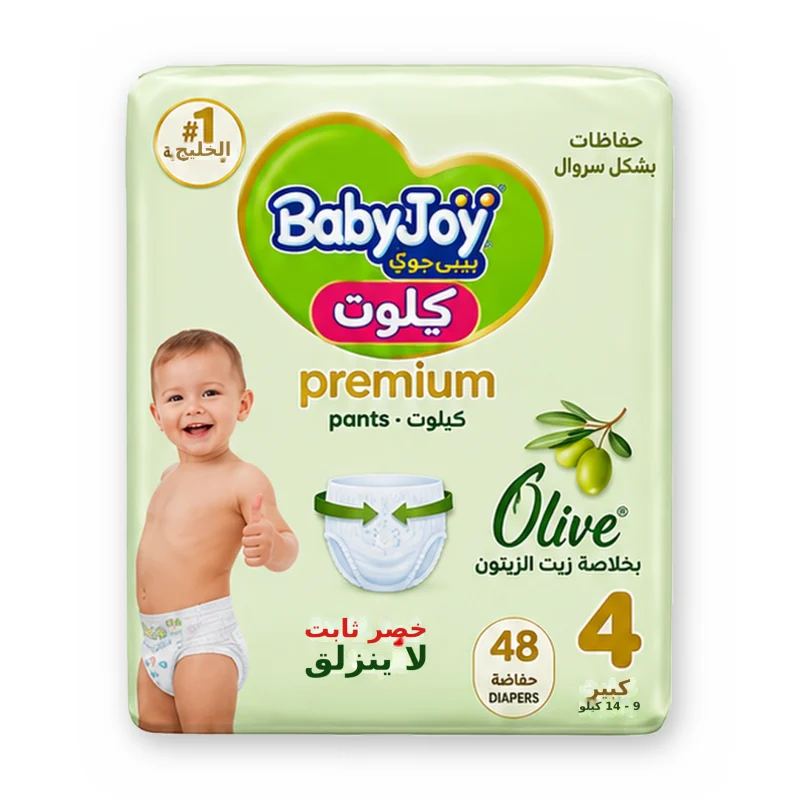 #1
الخليج
حفاظات
بشكل سروال
BabyJoy®
بيبي جوي
كيلوت
premium
pants · كيلوت
Olive®
بخلاصة زيت الزيتون
خصر ثابت
لا ينزلق
48
حفاضة
DIAPERS
4
كبير
9 - 14 كيلو